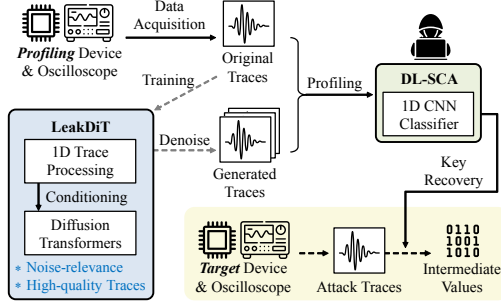 Profiling Device
& Oscilloscope
Data
Acquisition
Original
Traces
Training
Profiling
DL-SCA
1D CNN
Classifier
LeakDiT
1D Trace
Processing
Conditioning
Diffusion
Transformers
* Noise-relevance
* High-quality Traces
Denoise
Generated
Traces
Key
Recovery
Target Device
& Oscilloscope
Attack Traces
0110
1001
1010
Intermediate
Values